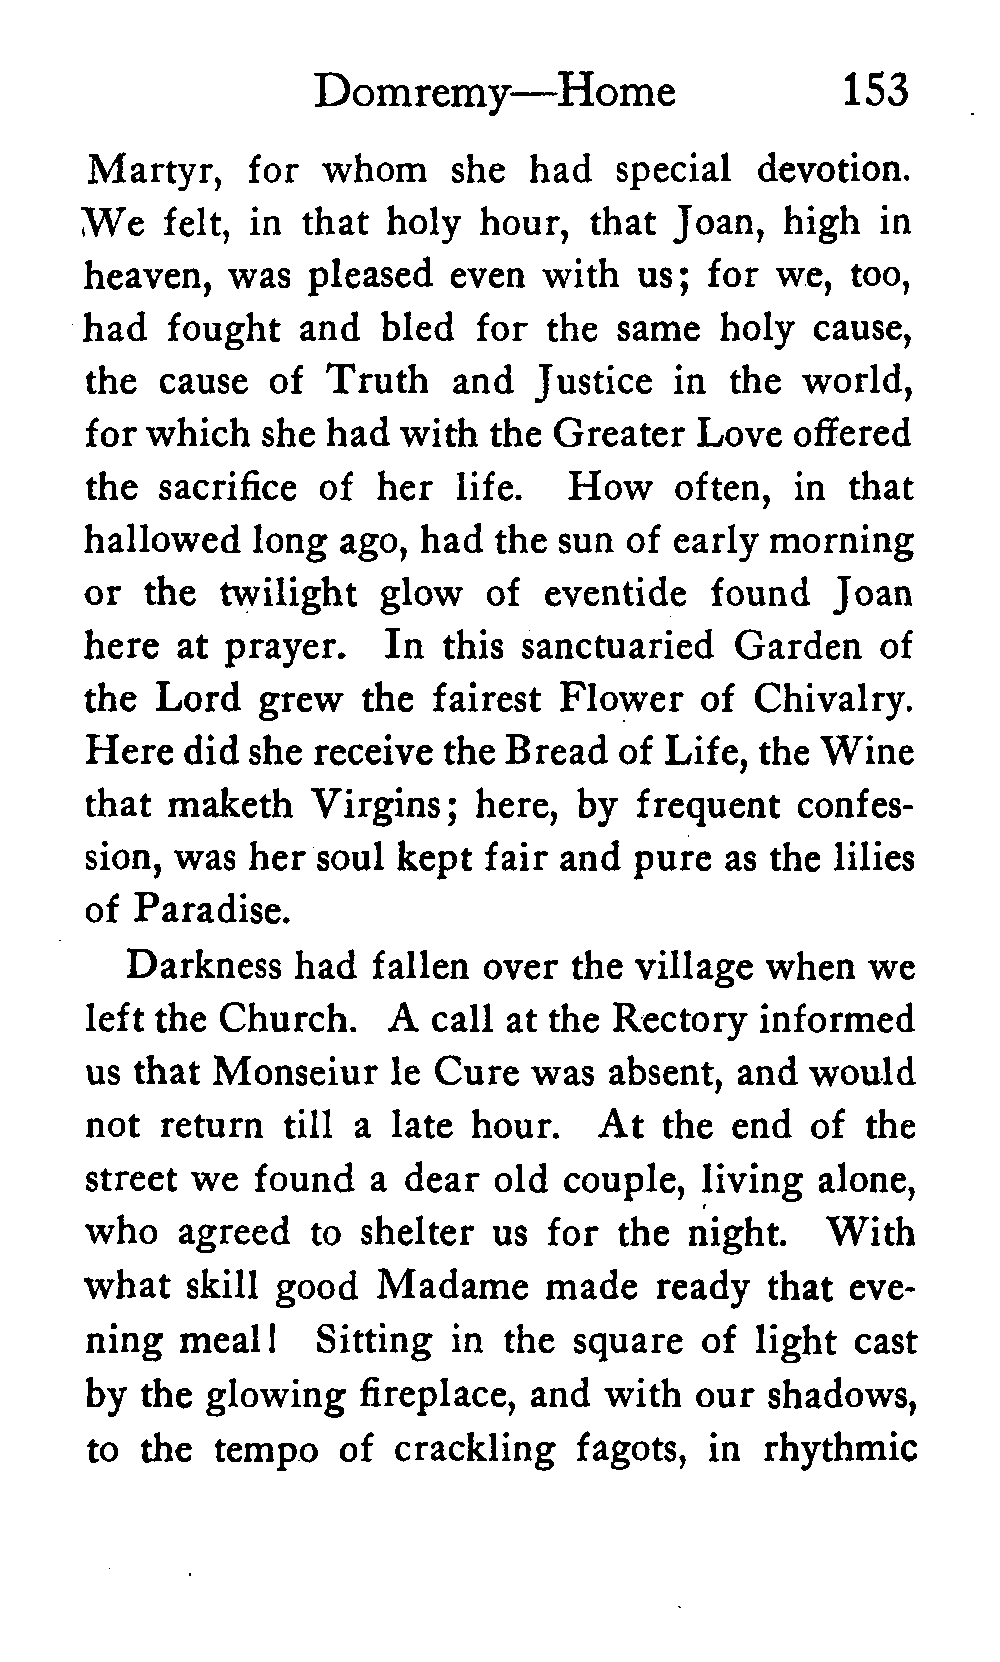 Domremy—Home 153
Martyr, for whom she had special devotion.
We felt, in that holy hour, that Joan, high in
heaven, was pleased even with us; for we, too,
had fought and bled for the same holy cause,
the cause of Truth and Justice in the world,
for which she had with the Greater Love offered
the sacrifice of her life. How often, in that
hallowed long ago, had the sun of early morning
or the twilight glow of eventide found Joan
here at prayer. In this sanctuaried Garden of
the Lord grew the fairest Flower of Chivalry.
Here did she receive the Bread of Life, the Wine
that maketh Virgins; here, by frequent confes-
sion, was her soul kept fair and pure as the lilies
of Paradise.
Darkness had fallen over the village when we
left the Church. A call at the Rectory informed
us that Monseiur le Cure was absent, and would
not return till a late hour. At the end of the
street we found a dear old couple, living alone,
who agreed to shelter us for the night. With
what skill good Madame made ready that eve-
ning meal! Sitting in the square of light cast
by the glowing fireplace, and with our shadows,
to the tempo of crackling fagots, in rhythmic